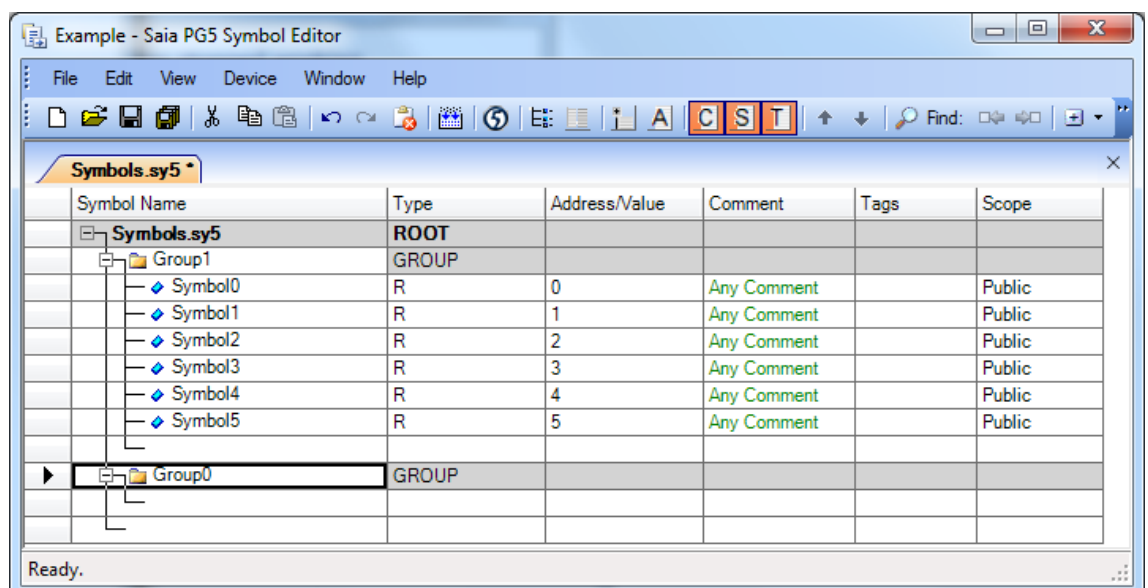 Example - Saia PG5 Symbol Editor
File Edit View Device Window Help
A C S T Find:
Symbols.sy5 *
Symbol Name Type Address/Value Comment Tags Scope
Symbols.sy5 ROOT
Group1 GROUP
Symbol0 R 0 Any Comment Public
Symbol1 R 1 Any Comment Public
Symbol2 R 2 Any Comment Public
Symbol3 R 3 Any Comment Public
Symbol4 R 4 Any Comment Public
Symbol5 R 5 Any Comment Public
Group0 GROUP
Ready.